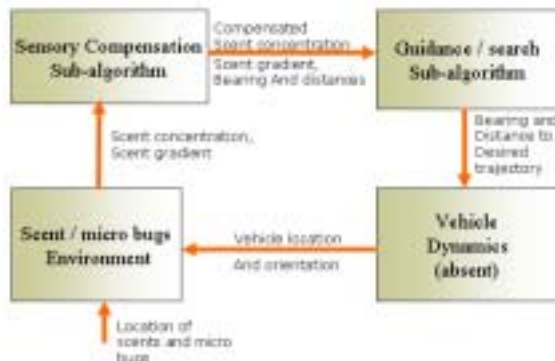 Sensory Compensation
Sub-algorithm
Compensated
Scent concentration
Scent gradient,
Bearing And distances
Guidance / search
Sub-algorithm
Scent concentration,
Scent gradient
Bearing and
Distance to
Desired
trajectory
Scent / micro bugs
Environment
Vehicle location
And orientation
Vehicle
Dynamics
(absent)
Location of
scents and micro
bugs